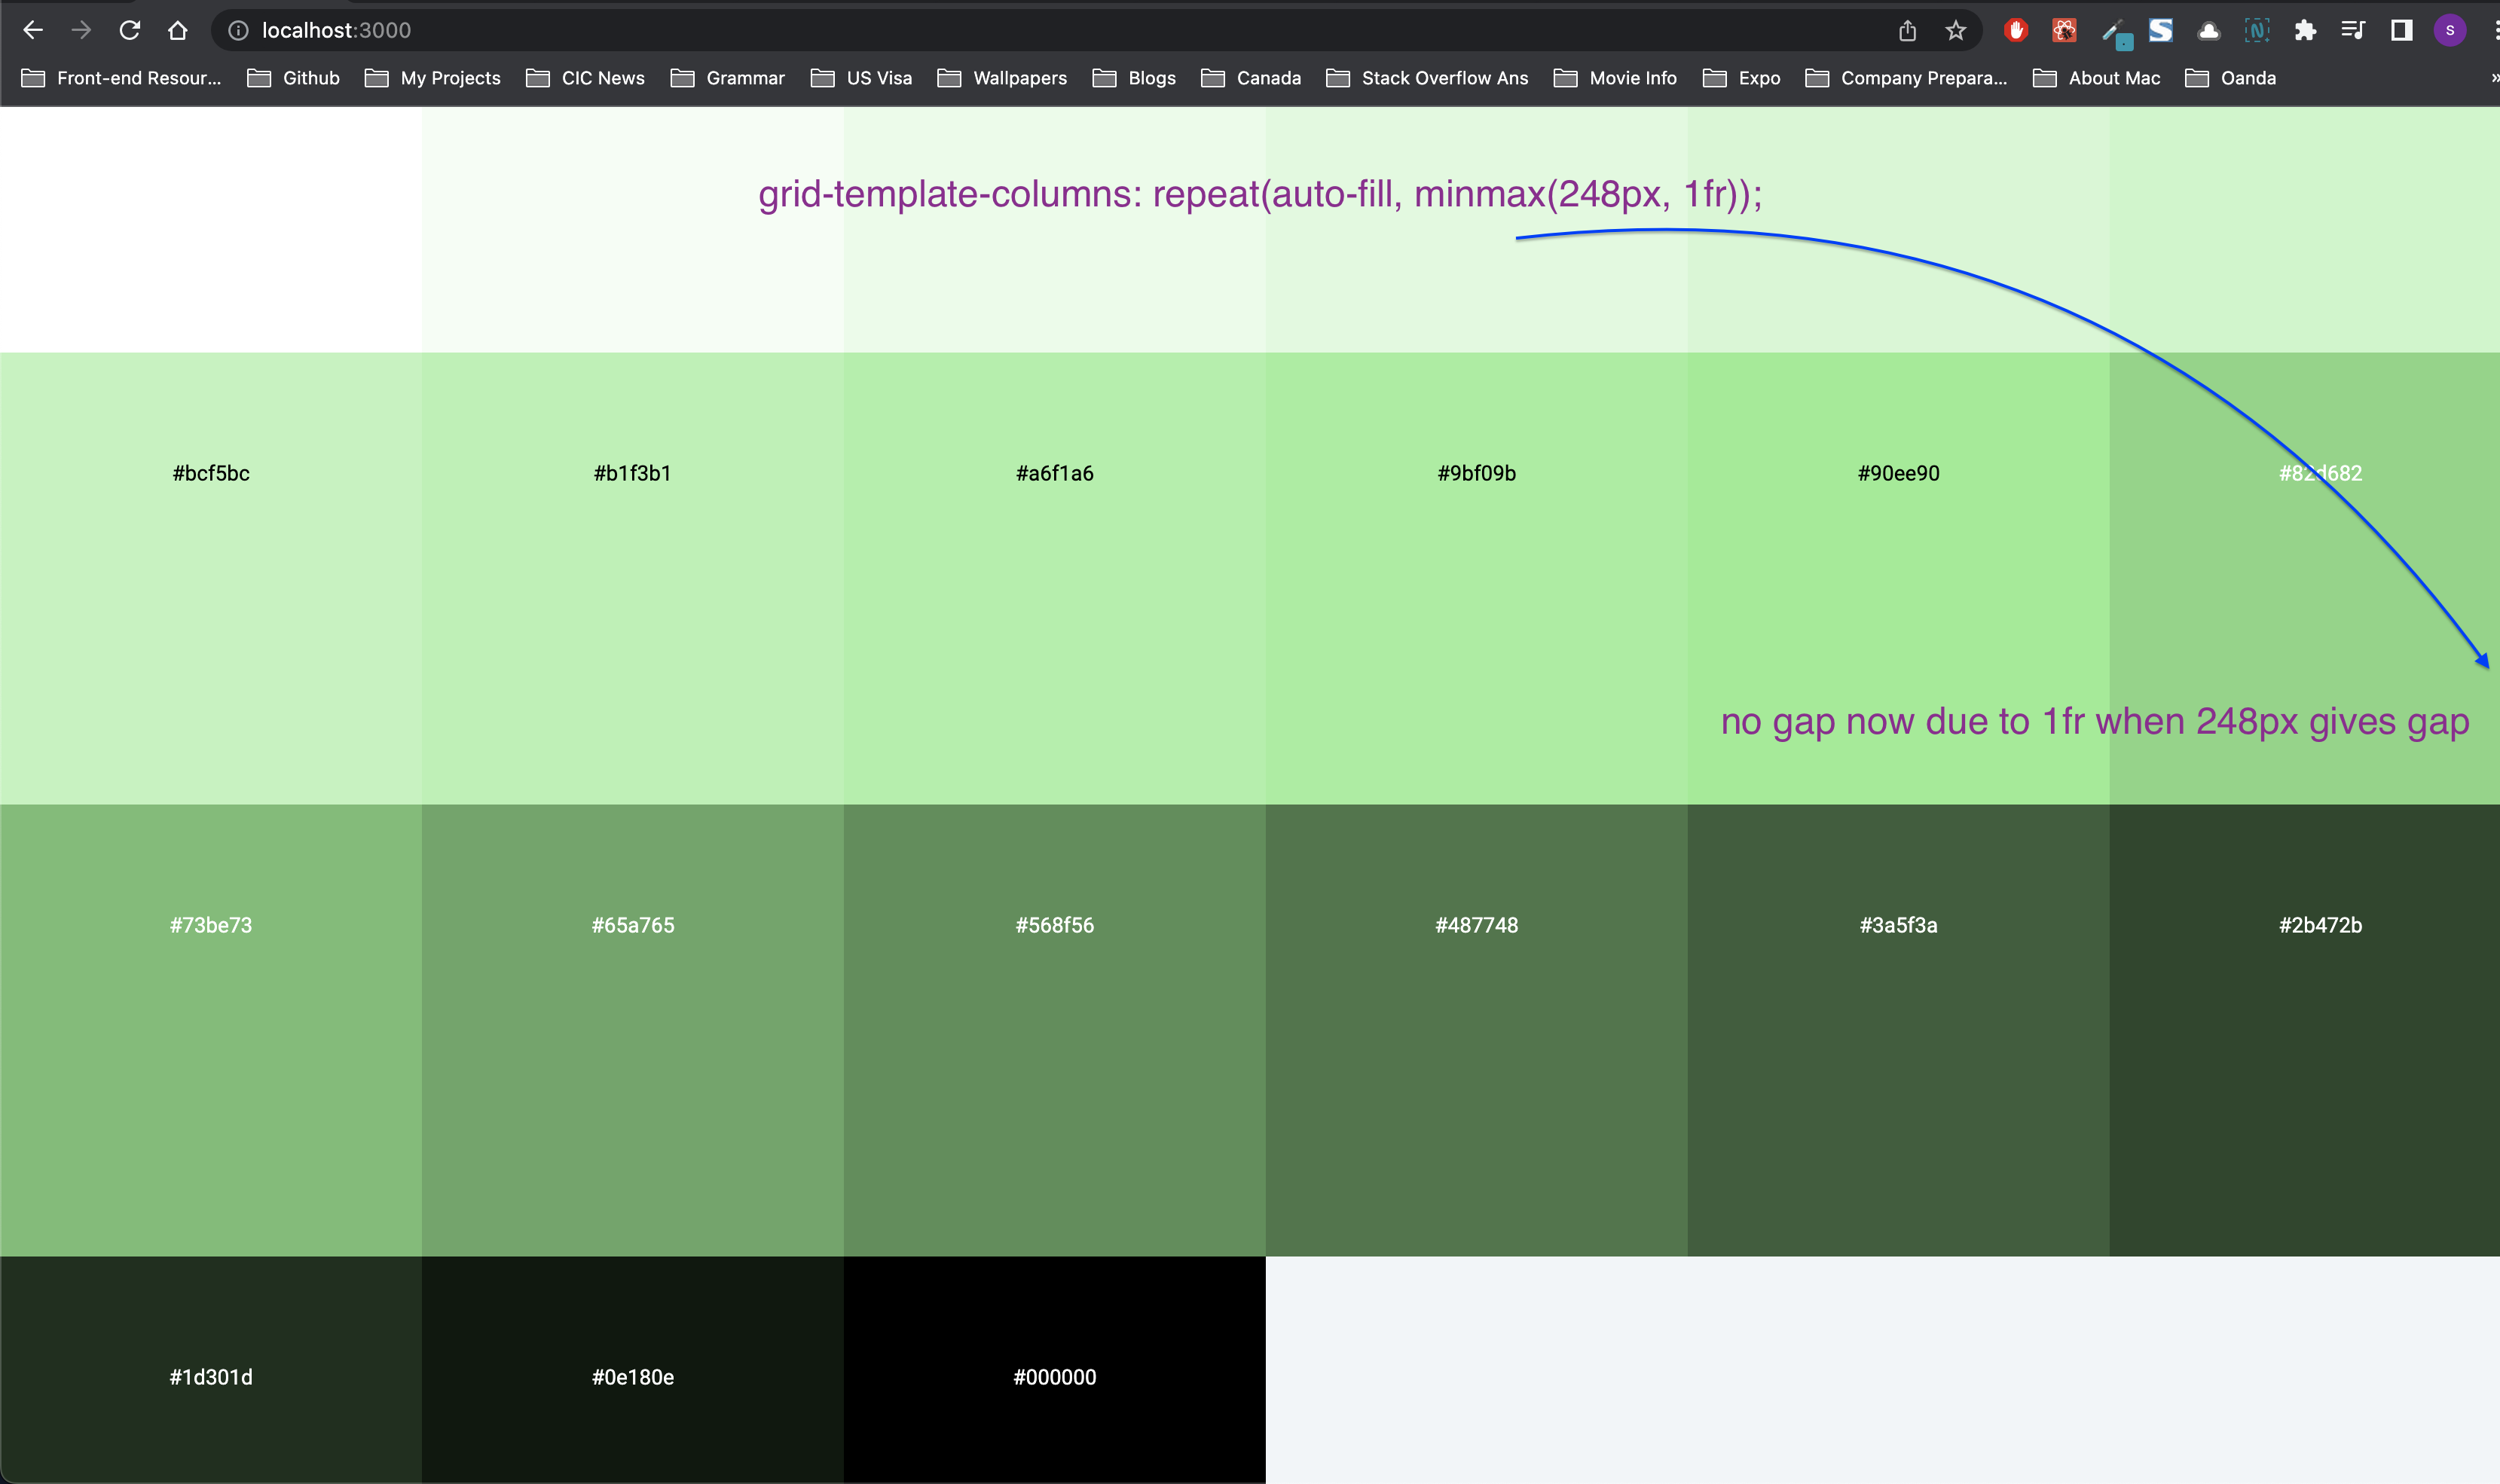 localhost:3000
S
Front-end Resour... Github My Projects CIC News Grammar US Visa Wallpapers Blogs Canada Stack Overflow Ans Movie Info Expo Company Prepara... About Mac Oanda »
grid-template-columns: repeat(auto-fill, minmax(248px, 1fr));
#bcf5bc #b1f3b1 #a6f1a6 #9bf09b #90ee90 #82d682
no gap now due to 1fr when 248px gives gap
#73be73 #65a765 #568f56 #487748 #3a5f3a #2b472b
#1d301d #0e180e #000000